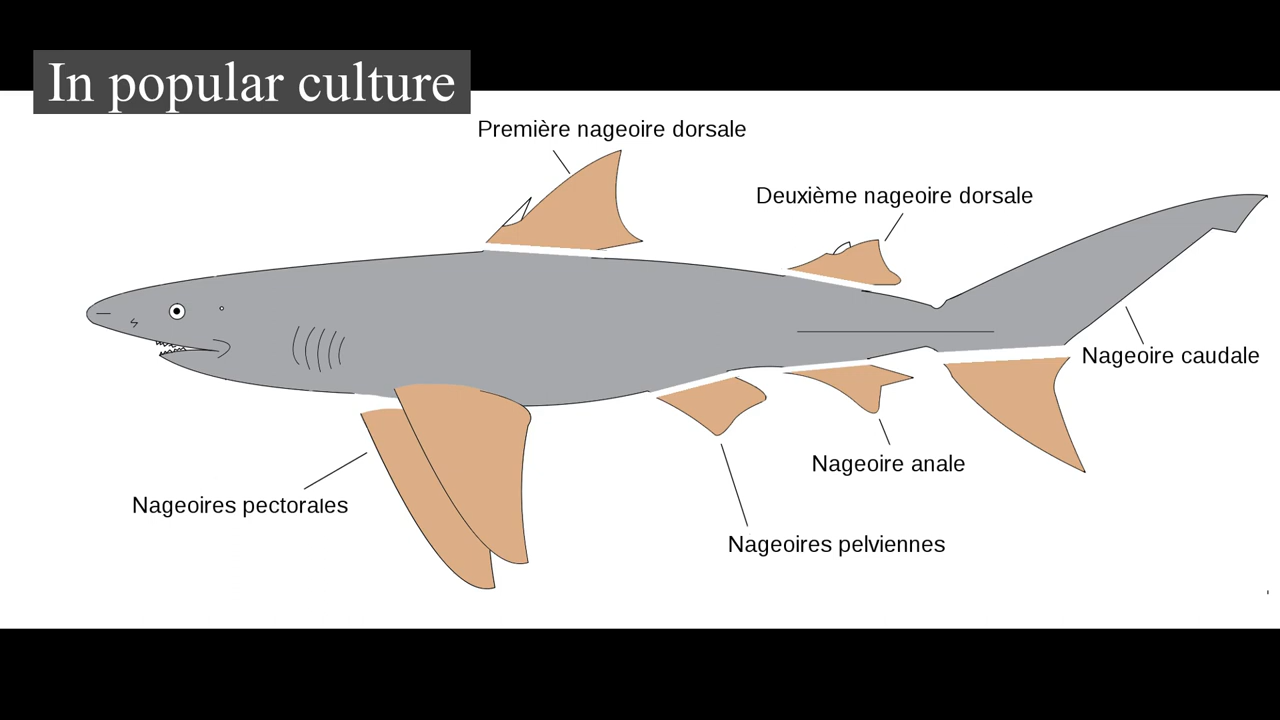 In popular culture
Première nageoire dorsale
Deuxième nageoire dorsale
Nageoire caudale
Nageoire anale
Nageoires pectorales
Nageoires pelviennes